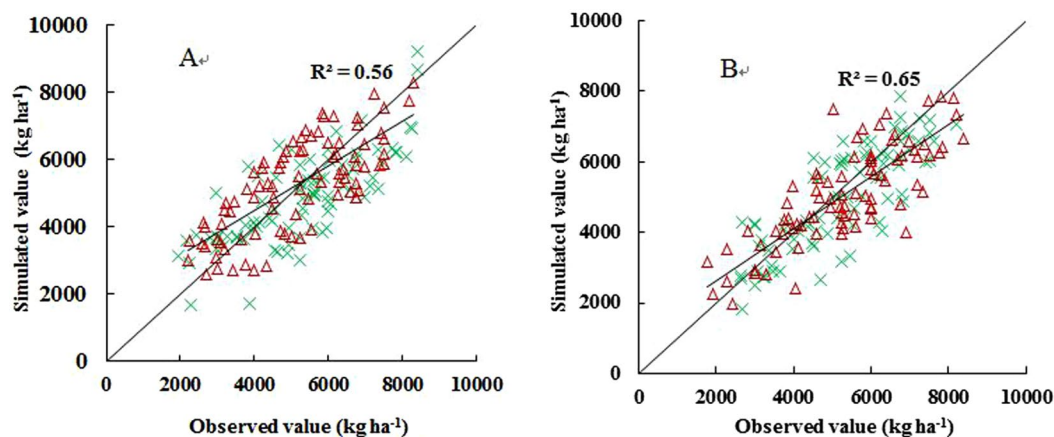 A↵
R² = 0.56
Simulated value (kg ha⁻¹)
10000
8000
6000
4000
2000
0
0 2000 4000 6000 8000 10000
Observed value (kg ha⁻¹)
B↵
R² = 0.65
Simulated value (kg ha⁻¹)
10000
8000
6000
4000
2000
0
0 2000 4000 6000 8000 10000
Observed value (kg ha⁻¹)